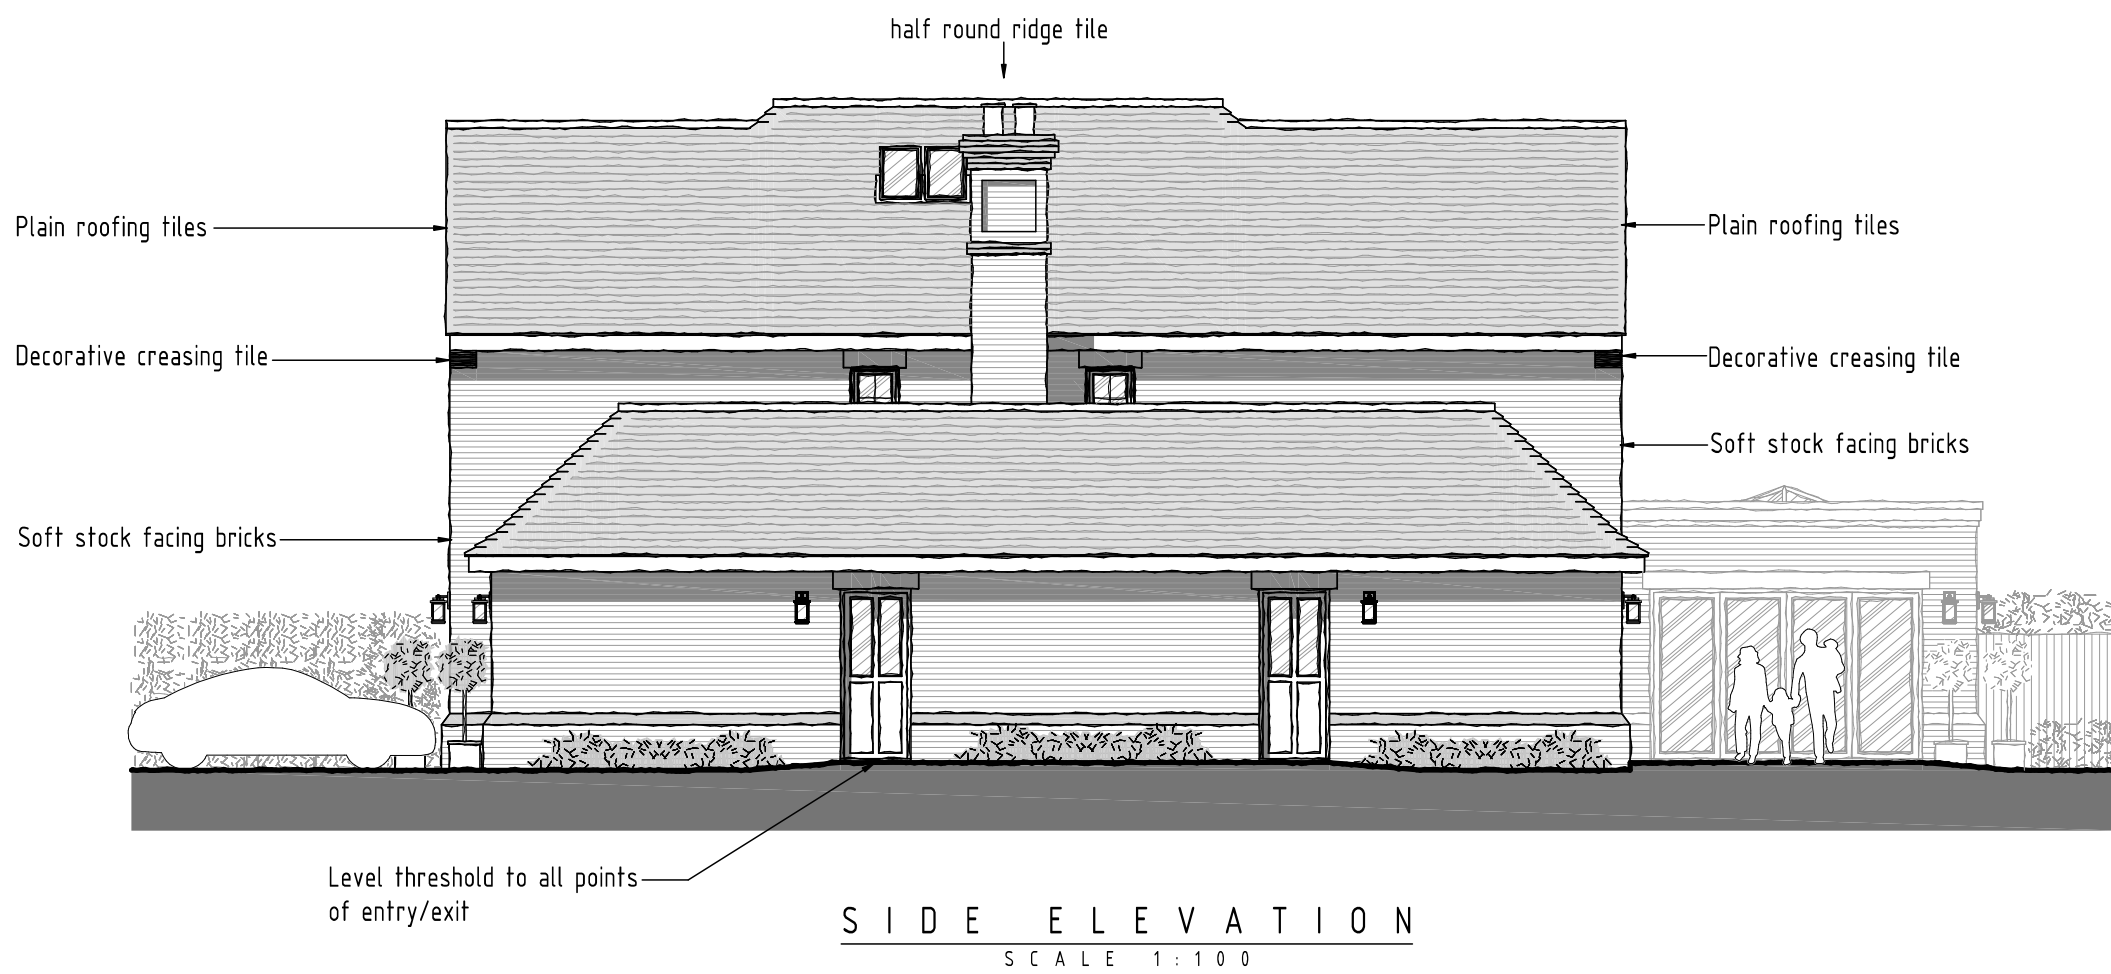 half round ridge tile
Plain roofing tiles
Plain roofing tiles
Decorative creasing tile
Decorative creasing tile
Soft stock facing bricks
Soft stock facing bricks
Level threshold to all points
of entry/exit
SIDE ELEVATION
SCALE 1:100